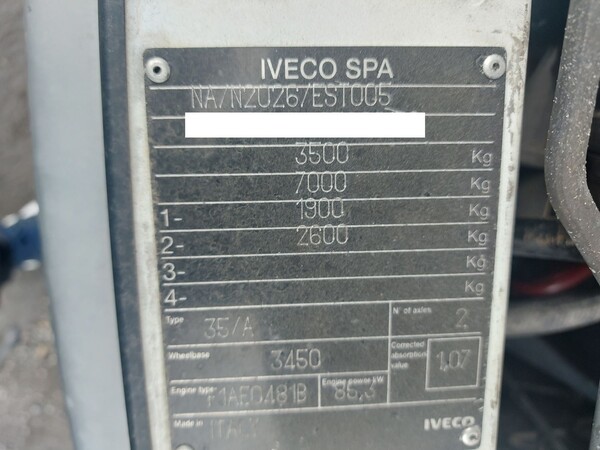 IVECO SPA
NA/N2026/EST005
3500 Kg
7000 Kg
1- 1900 Kg
2- 2600 Kg
3- Kg
4- Kg
Type 35/A N° of axles 2
Wheelbase 3450 Corrected absorption value 1,07
Engine type F1AE0481B Engine power kW 85,3
Made in ITALY IVECO